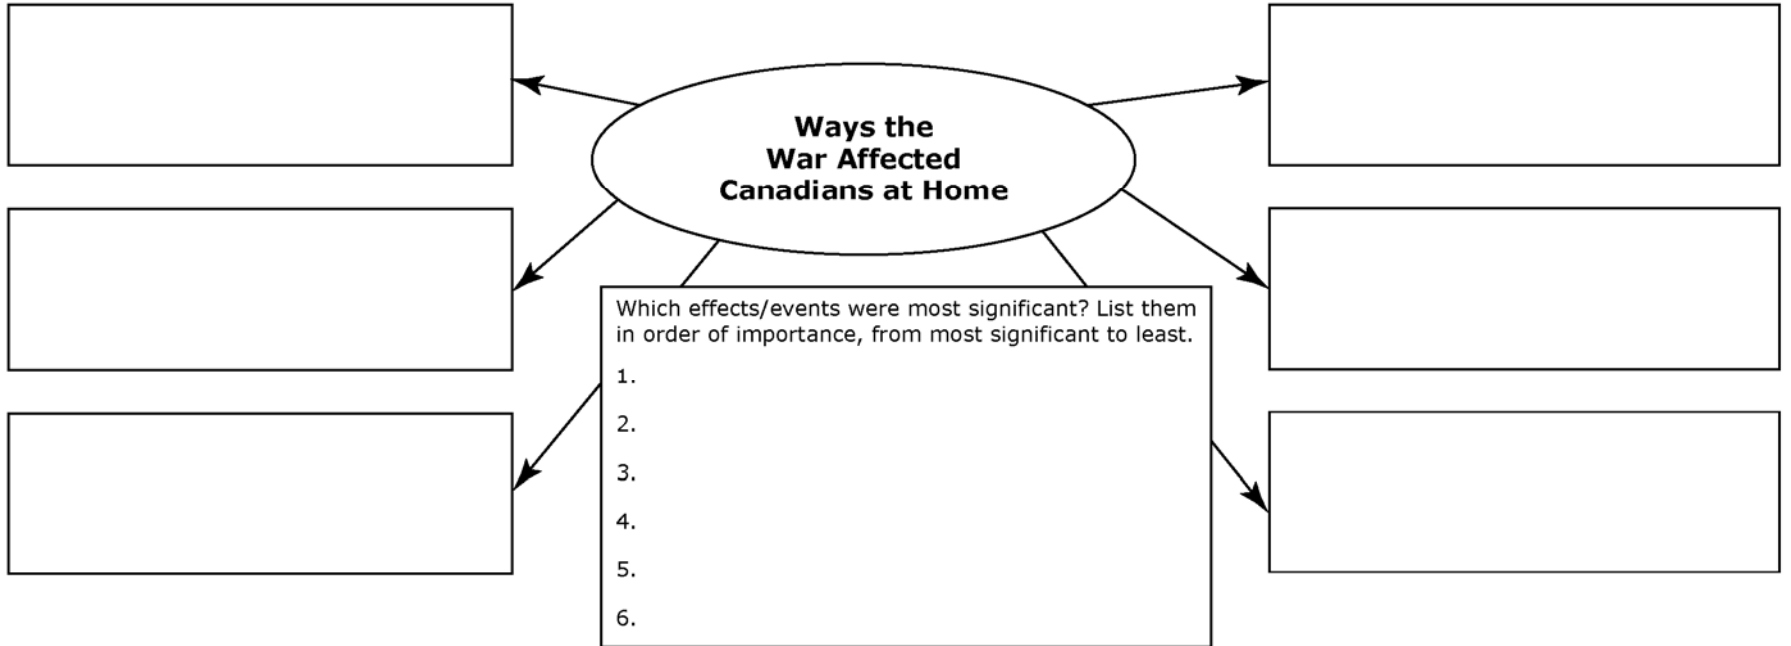 Ways the
War Affected
Canadians at Home
Which effects/events were most significant? List them
in order of importance, from most significant to least.
1.
2.
3.
4.
5.
6.